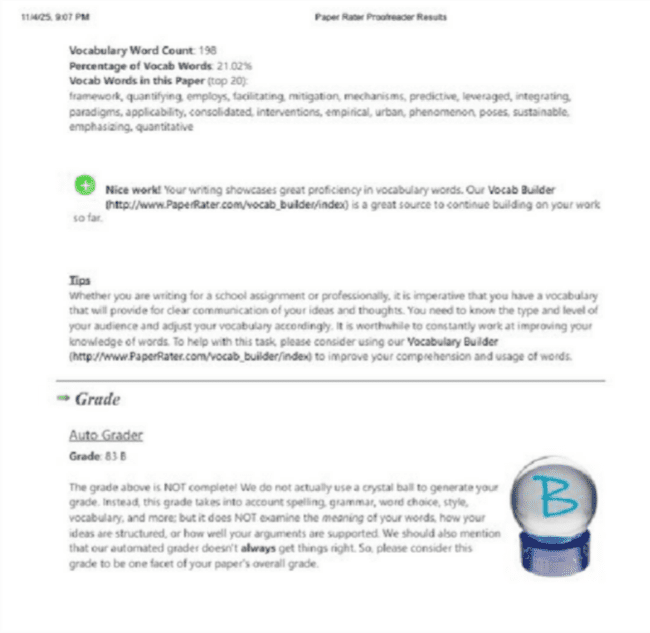 11/4/25, 9:07 PM Paper Rater Proofreader Results
Vocabulary Word Count: 198
Percentage of Vocab Words: 21.02%
Vocab Words in this Paper (top 20):
framework, quantifying, employs, facilitating, mitigation, mechanisms, predictive, leveraged, integrating,
paradigms, applicability, consolidated, interventions, empirical, urban, phenomenon, poses, sustainable,
emphasizing, quantitative
Nice work! Your writing showcases great proficiency in vocabulary words. Our Vocab Builder
(http://www.PaperRater.com/vocab_builder/index) is a great source to continue building on your work
so far.
Tips
Whether you are writing for a school assignment or professionally, it is imperative that you have a vocabulary
that will provide for clear communication of your ideas and thoughts. You need to know the type and level of
your audience and adjust your vocabulary accordingly. It is worthwhile to constantly work at improving your
knowledge of words. To help with this task, please consider using our Vocabulary Builder
(http://www.PaperRater.com/vocab_builder/index) to improve your comprehension and usage of words.
Grade
Auto Grader
Grade: 83 B
The grade above is NOT complete! We do not actually use a crystal ball to generate your
grade. Instead, this grade takes into account spelling, grammar, word choice, style,
vocabulary, and more; but it does NOT examine the meaning of your words, how your
ideas are structured, or how well your arguments are supported. We should also mention
that our automated grader doesn't always get things right. So, please consider this
grade to be one facet of your paper's overall grade.
B